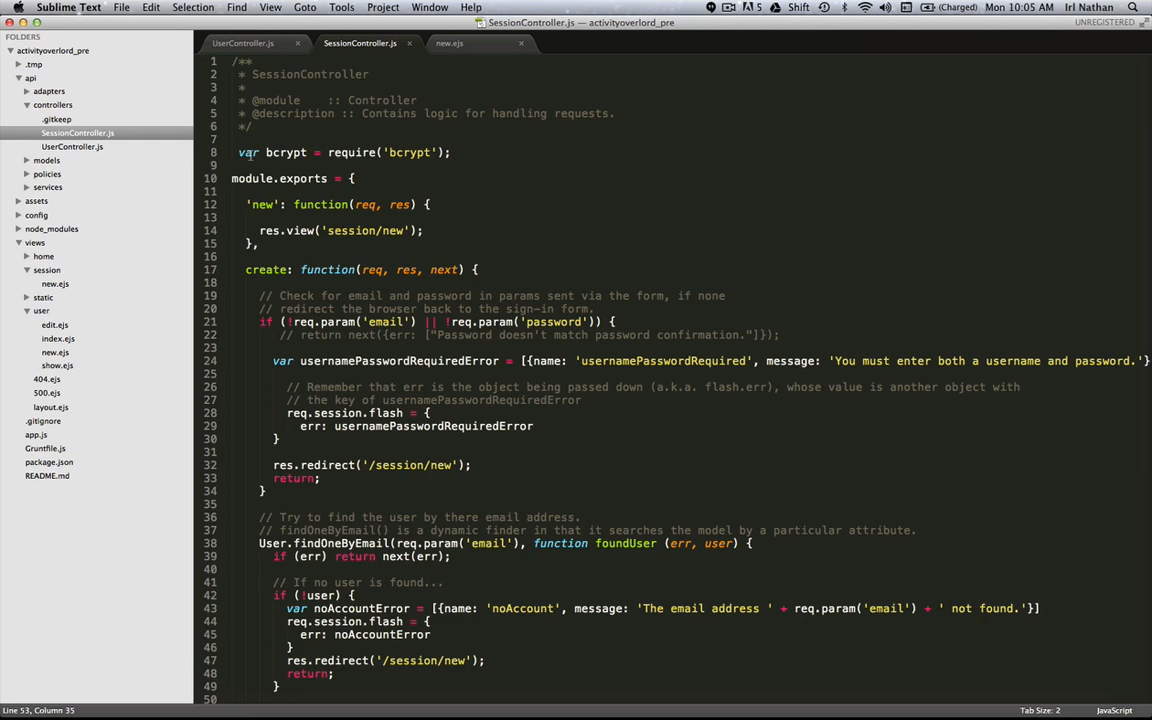 Sublime Text File Edit Selection Find View Goto Tools Project Window Help 5 Shift (Charged) Mon 10:05 AM Irl Nathan
SessionController.js — activityoverlord_pre UNREGISTERED
FOLDERS
activityoverlord_pre
.tmp
api
adapters
controllers
.gitkeep
SessionController.js
UserController.js
models
policies
services
assets
config
node_modules
views
home
session
new.ejs
static
user
edit.ejs
index.ejs
new.ejs
show.ejs
404.ejs
500.ejs
layout.ejs
.gitignore
app.js
Gruntfile.js
package.json
README.md
UserController.js × SessionController.js × new.ejs ×
1 /**
2 * SessionController
3 *
4 * @module :: Controller
5 * @description :: Contains logic for handling requests.
6 */
7
8 var bcrypt = require('bcrypt');
9
10 module.exports = {
11
12 'new': function(req, res) {
13
14 res.view('session/new');
15 },
16
17 create: function(req, res, next) {
18
19 // Check for email and password in params sent via the form, if none
20 // redirect the browser back to the sign-in form.
21 if (!req.param('email') || !req.param('password')) {
22 // return next({err: ["Password doesn't match password confirmation."]});
23
24 var usernamePasswordRequiredError = [{name: 'usernamePasswordRequired', message: 'You must enter both a username and password.'}
25
26 // Remember that err is the object being passed down (a.k.a. flash.err), whose value is another object with
27 // the key of usernamePasswordRequiredError
28 req.session.flash = {
29 err: usernamePasswordRequiredError
30 }
31
32 res.redirect('/session/new');
33 return;
34 }
35
36 // Try to find the user by there email address.
37 // findOneByEmail() is a dynamic finder in that it searches the model by a particular attribute.
38 User.findOneByEmail(req.param('email'), function foundUser (err, user) {
39 if (err) return next(err);
40
41 // If no user is found...
42 if (!user) {
43 var noAccountError = [{name: 'noAccount', message: 'The email address ' + req.param('email') + ' not found.'}]
44 req.session.flash = {
45 err: noAccountError
46 }
47 res.redirect('/session/new');
48 return;
49 }
50
Line 53, Column 35 Tab Size: 2 JavaScript